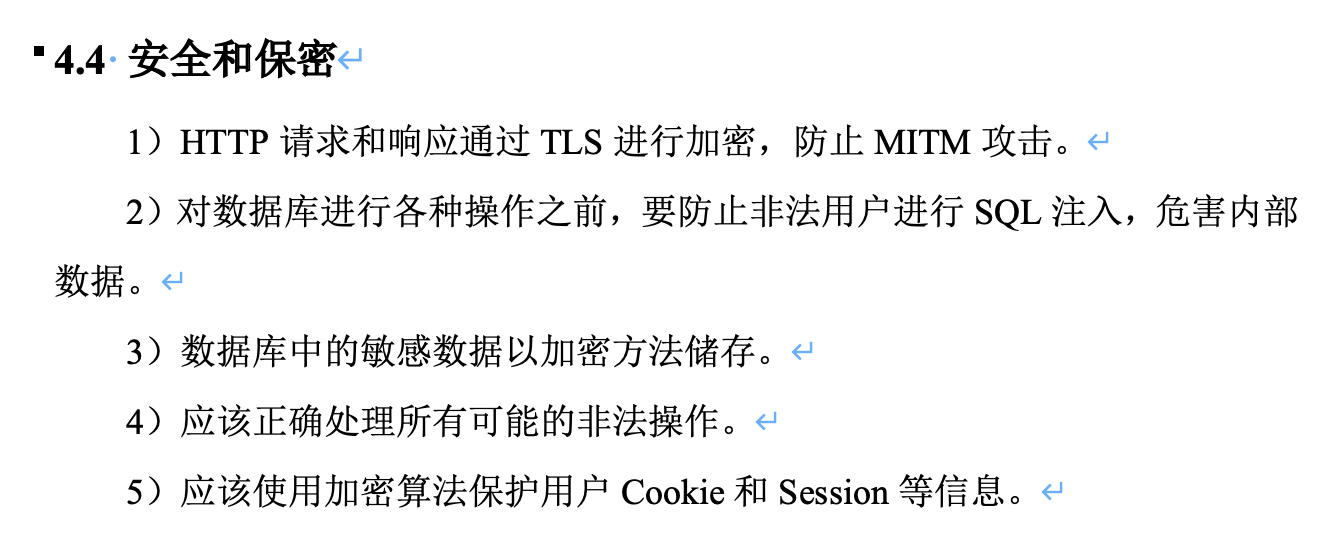 4.4 安全和保密
1）HTTP 请求和响应通过 TLS 进行加密，防止 MITM 攻击。
2）对数据库进行各种操作之前，要防止非法用户进行 SQL 注入，危害内部
数据。
3）数据库中的敏感数据以加密方法储存。
4）应该正确处理所有可能的非法操作。
5）应该使用加密算法保护用户 Cookie 和 Session 等信息。